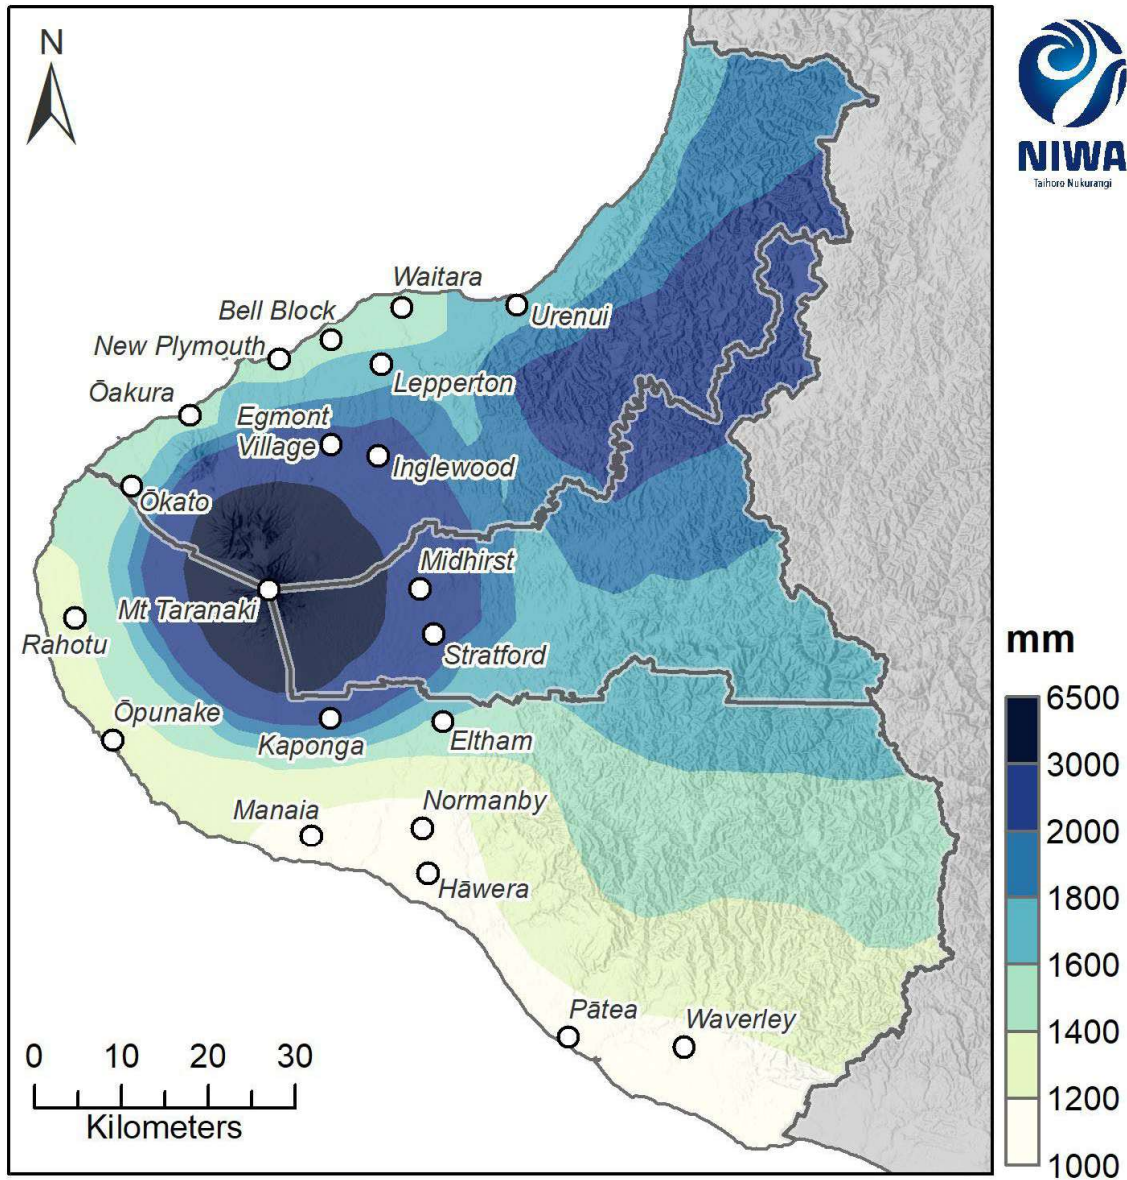 N
NIWA
Taihoro Nukurangi
Waitara
Bell Block
Urenui
New Plymouth
Lepperton
Ōakura
Egmont
Village
Inglewood
Ōkato
Midhirst
Mt Taranaki
Rahotu
Stratford
Ōpunake
Kaponga
Eltham
Manaia
Normanby
Hāwera
Pātea
Waverley
0 10 20 30
Kilometers
mm
6500
3000
2000
1800
1600
1400
1200
1000